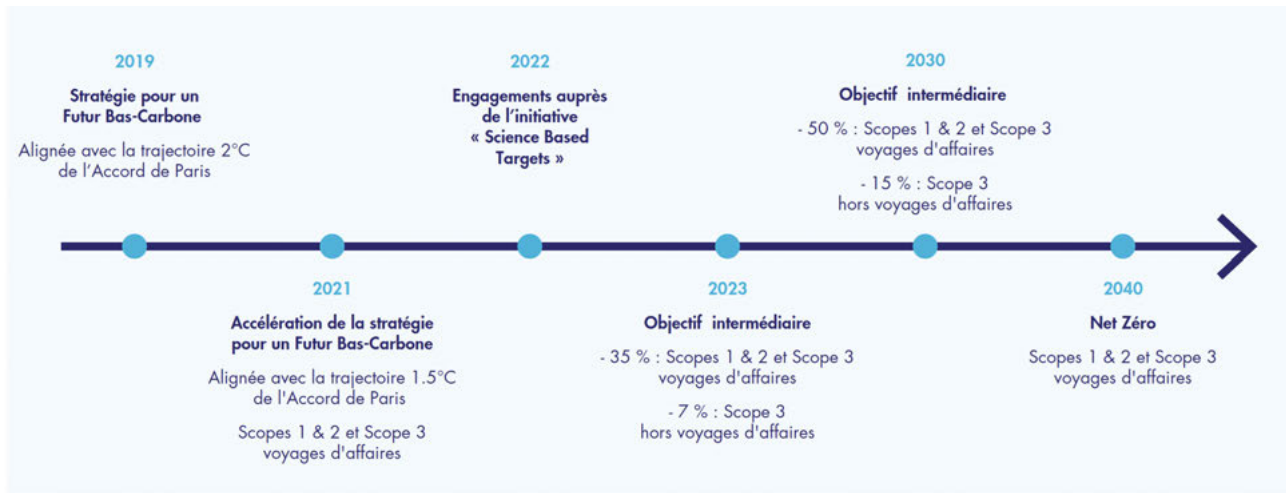 2019
Stratégie pour un
Futur Bas-Carbone
Alignée avec la trajectoire 2°C
de l'Accord de Paris
2021
Accélération de la stratégie
pour un Futur Bas-Carbone
Alignée avec la trajectoire 1.5°C
de l'Accord de Paris
Scopes 1 & 2 et Scope 3
voyages d'affaires
2022
Engagements auprès
de l'initiative
« Science Based
Targets »
2023
Objectif intermédiaire
- 35 % : Scopes 1 & 2 et Scope 3
voyages d'affaires
- 7 % : Scope 3
hors voyages d'affaires
2030
Objectif intermédiaire
- 50 % : Scopes 1 & 2 et Scope 3
voyages d'affaires
- 15 % : Scope 3
hors voyages d'affaires
2040
Net Zéro
Scopes 1 & 2 et Scope 3
voyages d'affaires